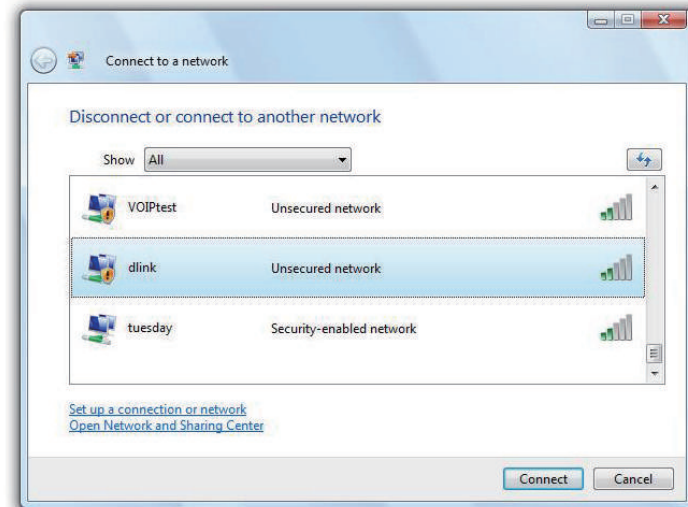 Connect to a network
Disconnect or connect to another network
Show All
VOIPtest Unsecured network
dlink Unsecured network
tuesday Security-enabled network
Set up a connection or network
Open Network and Sharing Center
Connect Cancel